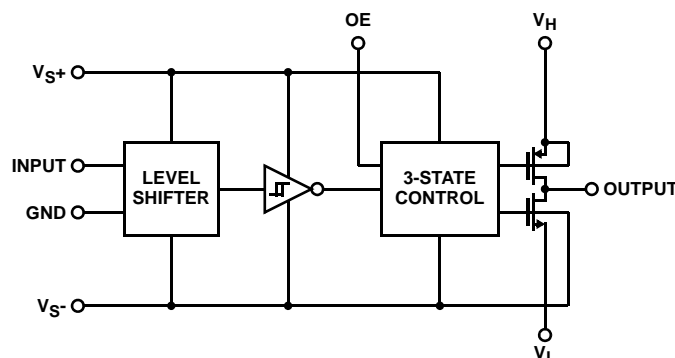 OE
VH
VS+
INPUT
LEVEL
SHIFTER
3-STATE
CONTROL
OUTPUT
GND
VS-
VL